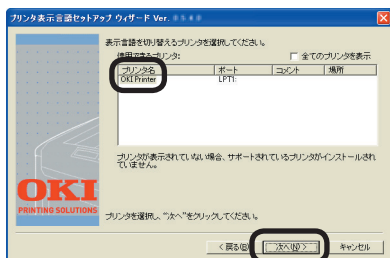 プリンタ表示言語セットアップ ウィザード Ver.
表示言語を切り替えるプリンタを選択してください。
使用できるプリンタ: 全てのプリンタを表示
プリンタ名 ポート コメント 場所
OKI Printer LPT1:
プリンタが表示されていない場合、サポートされているプリンタがインストールされ
ていません。
OKI
PRINTING SOLUTIONS
プリンタを選択し、"次へ"をクリックしてください。
< 戻る(B) 次へ(N) > キャンセル